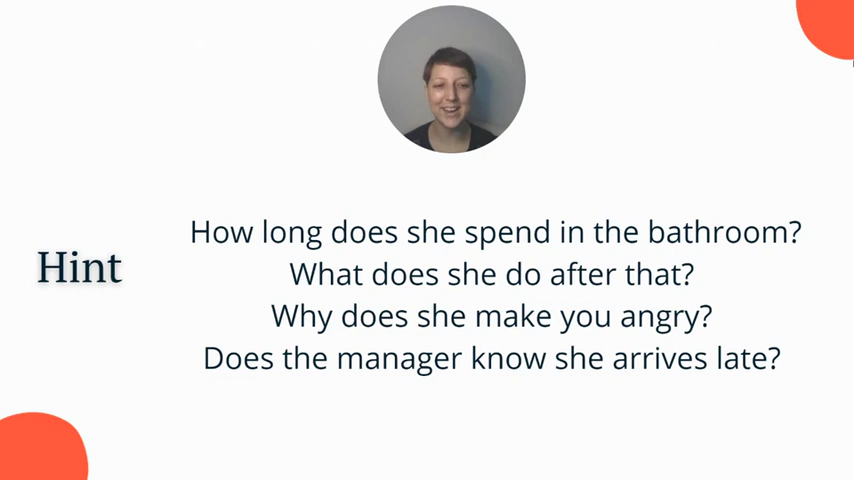 Hint
How long does she spend in the bathroom?
What does she do after that?
Why does she make you angry?
Does the manager know she arrives late?